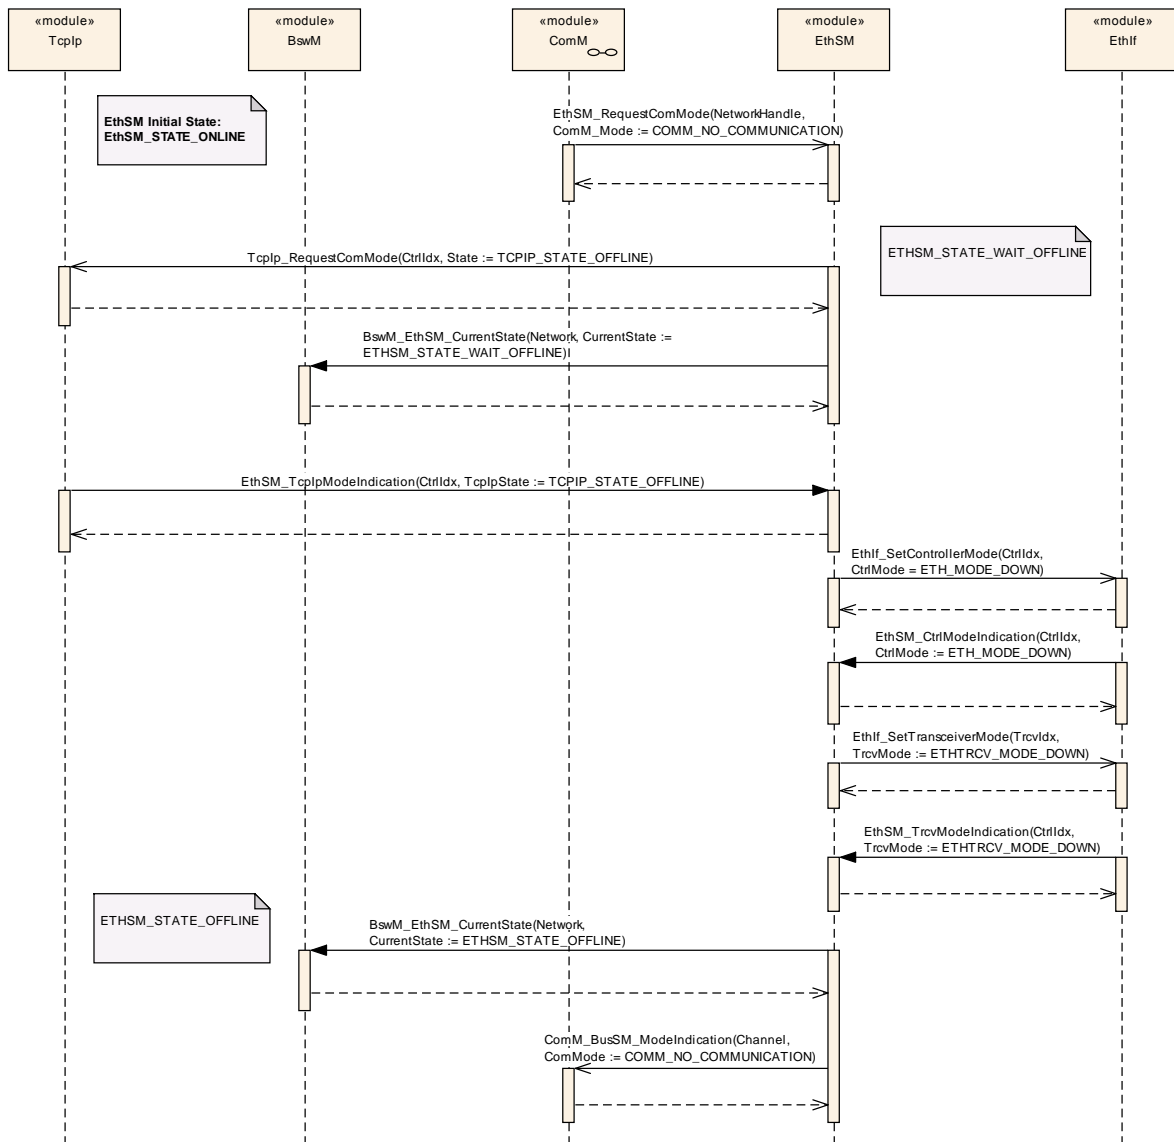 «module»
TcpIp
«module»
BswM
«module»
ComM
«module»
EthSM
«module»
EthIf
EthSM Initial State:
EthSM_STATE_ONLINE
EthSM_RequestComMode(NetworkHandle,
ComM_Mode := COMM_NO_COMMUNICATION)
ETHSM_STATE_WAIT_OFFLINE
TcpIp_RequestComMode(CtrlIdx, State := TCPIP_STATE_OFFLINE)
BswM_EthSM_CurrentState(Network, CurrentState :=
ETHSM_STATE_WAIT_OFFLINE)
EthSM_TcpIpModeIndication(CtrlIdx, TcpIpState := TCPIP_STATE_OFFLINE)
EthIf_SetControllerMode(CtrlIdx,
CtrlMode = ETH_MODE_DOWN)
EthSM_CtrlModeIndication(CtrlIdx,
CtrlMode := ETH_MODE_DOWN)
EthIf_SetTransceiverMode(TrcvIdx,
TrcvMode := ETHTRCV_MODE_DOWN)
EthSM_TrcvModeIndication(CtrlIdx,
TrcvMode := ETHTRCV_MODE_DOWN)
ETHSM_STATE_OFFLINE
BswM_EthSM_CurrentState(Network,
CurrentState := ETHSM_STATE_OFFLINE)
ComM_BusSM_ModeIndication(Channel,
ComMode := COMM_NO_COMMUNICATION)